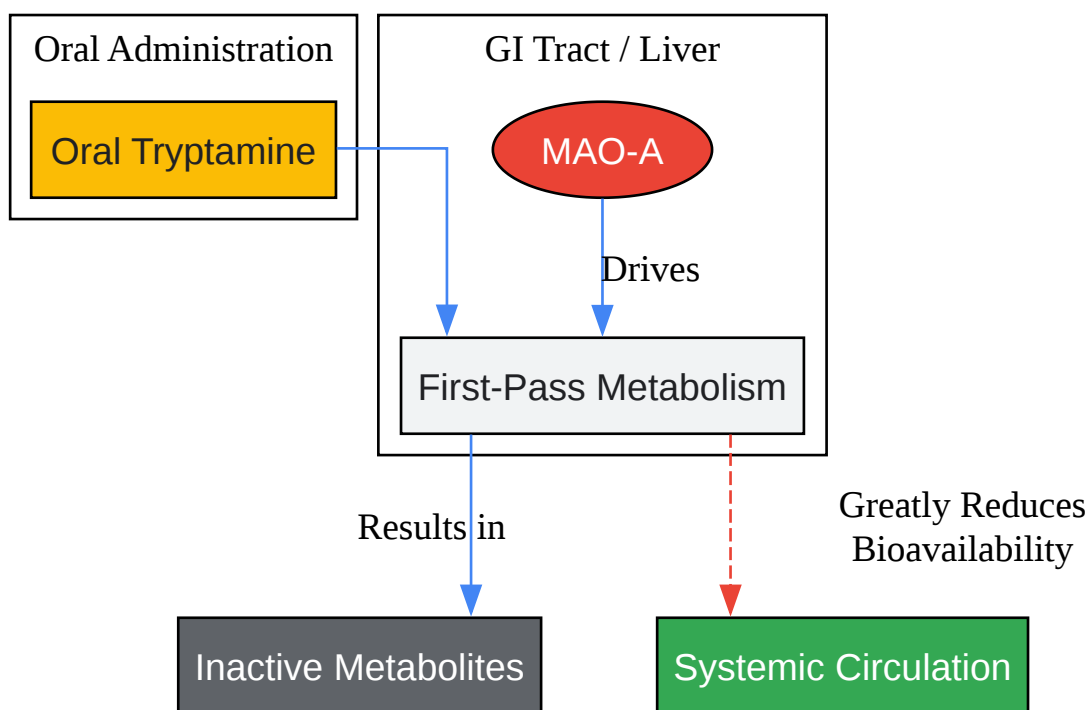 Oral Administration
GI Tract / Liver
Oral Tryptamine
MAO-A
Drives
First-Pass Metabolism
Results in
Greatly Reduces
Bioavailability
Inactive Metabolites
Systemic Circulation